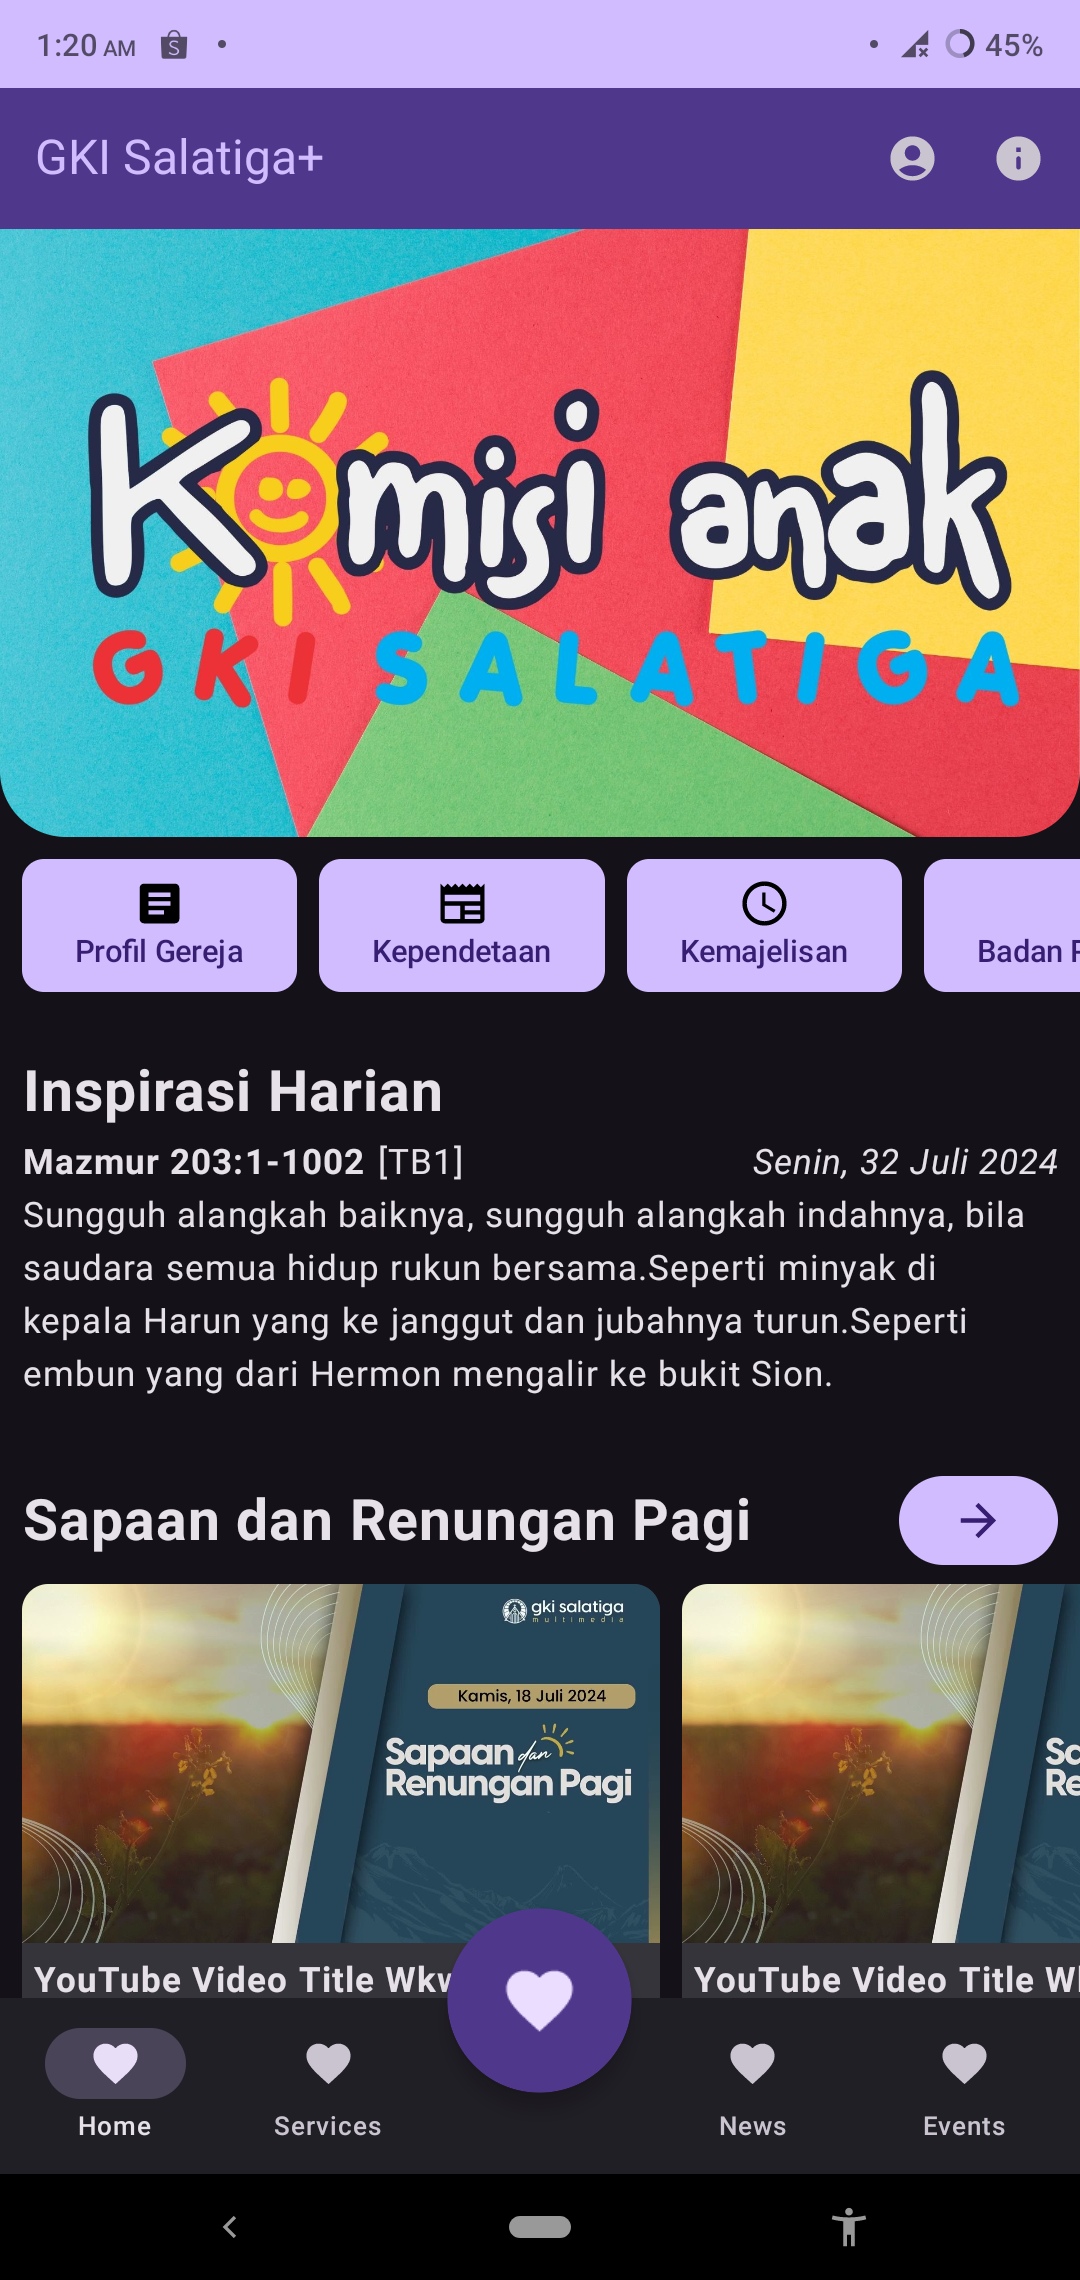 1:20 AM
45%
GKI Salatiga+
Komisi anak
GKI SALATIGA
Profil Gereja
Kependetaan
Kemajelisan
Badan
Inspirasi Harian
Mazmur 203:1-1002 [TB1]
Senin, 32 Juli 2024
Sungguh alangkah baiknya, sungguh alangkah indahnya, bila
saudara semua hidup rukun bersama.Seperti minyak di
kepala Harun yang ke janggut dan jubahnya turun.Seperti
embun yang dari Hermon mengalir ke bukit Sion.
Sapaan dan Renungan Pagi
gki salatiga
multimedia
Kamis, 18 Juli 2024
Sapaan dan
Renungan Pagi
YouTube Video Title
YouTube Video Title
Home
Services
News
Events